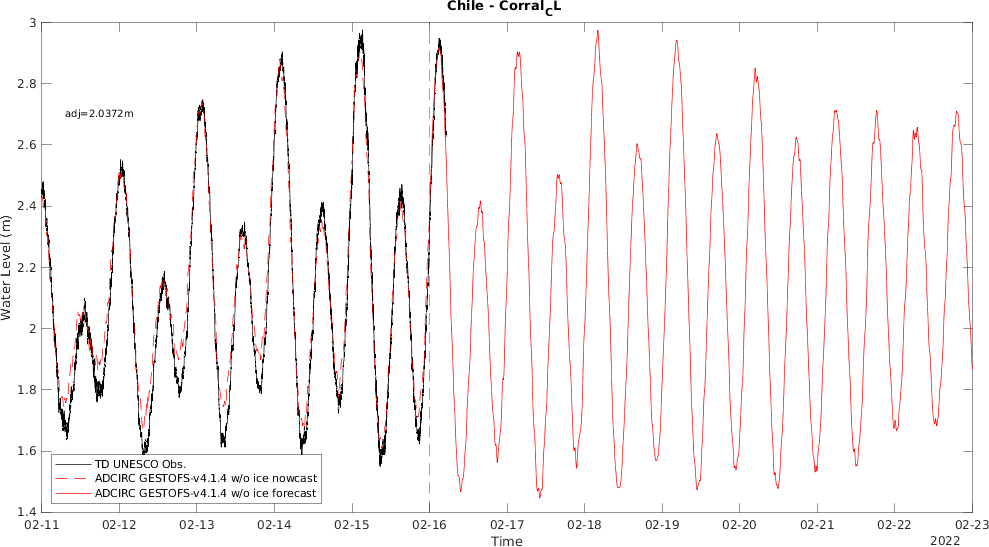 Chile - Corral_CL
3
2.8
2.6
2.4
2.2
2
1.8
1.6
1.4
Water Level (m)
adj=2.0372m
TD UNESCO Obs.
ADCIRC GESTOFS-v4.1.4 w/o ice nowcast
ADCIRC GESTOFS-v4.1.4 w/o ice forecast
02-11 02-12 02-13 02-14 02-15 02-16 02-17 02-18 02-19 02-20 02-21 02-22 02-23
Time
2022